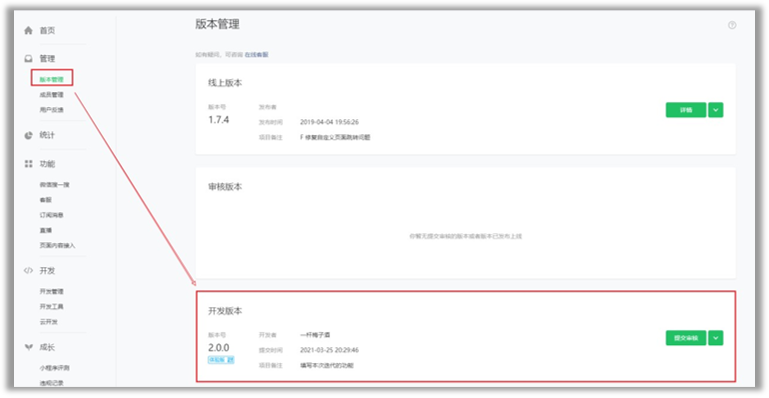 首页
管理
版本管理
成员管理
用户反馈
统计
功能
微信搜一搜
客服
订阅消息
直播
页面内容接入
开发
开发管理
开发工具
云开发
成长
小程序评测
违规记录
版本管理
如有疑问，可咨询 在线客服
线上版本
版本号
1.7.4
发布者
发布时间 2019-04-04 19:56:26
项目备注 F 修复自定义页面跳转问题
详情
审核版本
你暂无提交审核的版本或者版本已发布上线
开发版本
版本号
2.0.0
体验版
开发者 一杆梅子酒
提交时间 2021-03-25 20:29:46
项目备注 填写本次迭代的功能
提交审核